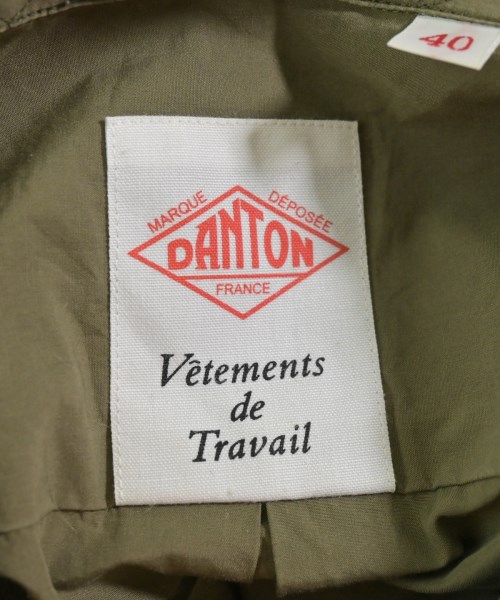 40
MARQUE DÉPOSÉE
DANTON
FRANCE
Vêtements
de
Travail